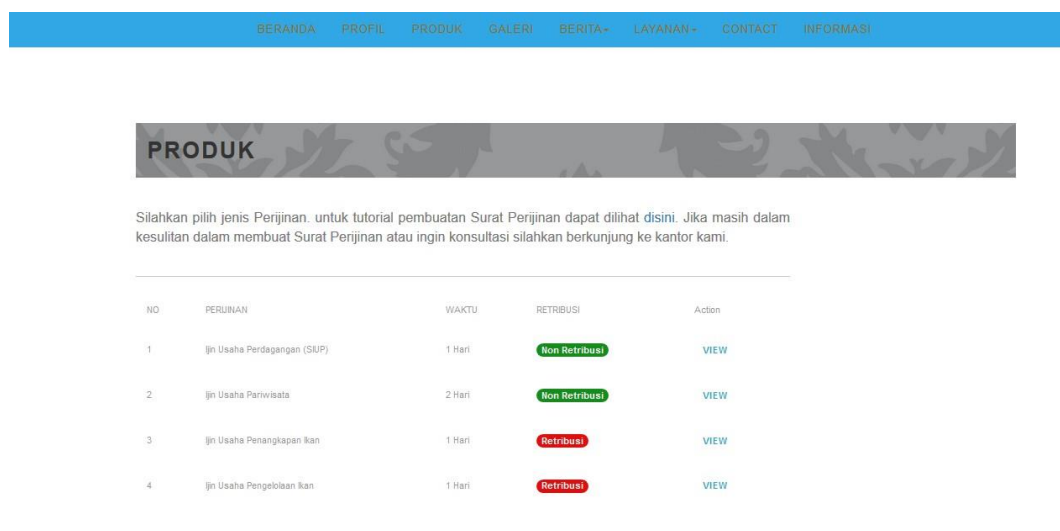 BERANDA PROFIL PRODUK GALERI BERITA LAYANAN CONTACT INFORMASI
PRODUK
Silahkan pilih jenis Perijinan. untuk tutorial pembuatan Surat Perijinan dapat dilihat disini. Jika masih dalam
kesulitan dalam membuat Surat Perijinan atau ingin konsultasi silahkan berkunjung ke kantor kami.
NO PERIJINAN WAKTU RETRIBUSI Action
1 Ijin Usaha Perdagangan (SIUP) 1 Hari Non Retribusi VIEW
2 Ijin Usaha Pariwisata 2 Hari Non Retribusi VIEW
3 Ijin Usaha Penangkapan Ikan 1 Hari Retribusi VIEW
4 Ijin Usaha Pengelolaan Ikan 1 Hari Retribusi VIEW